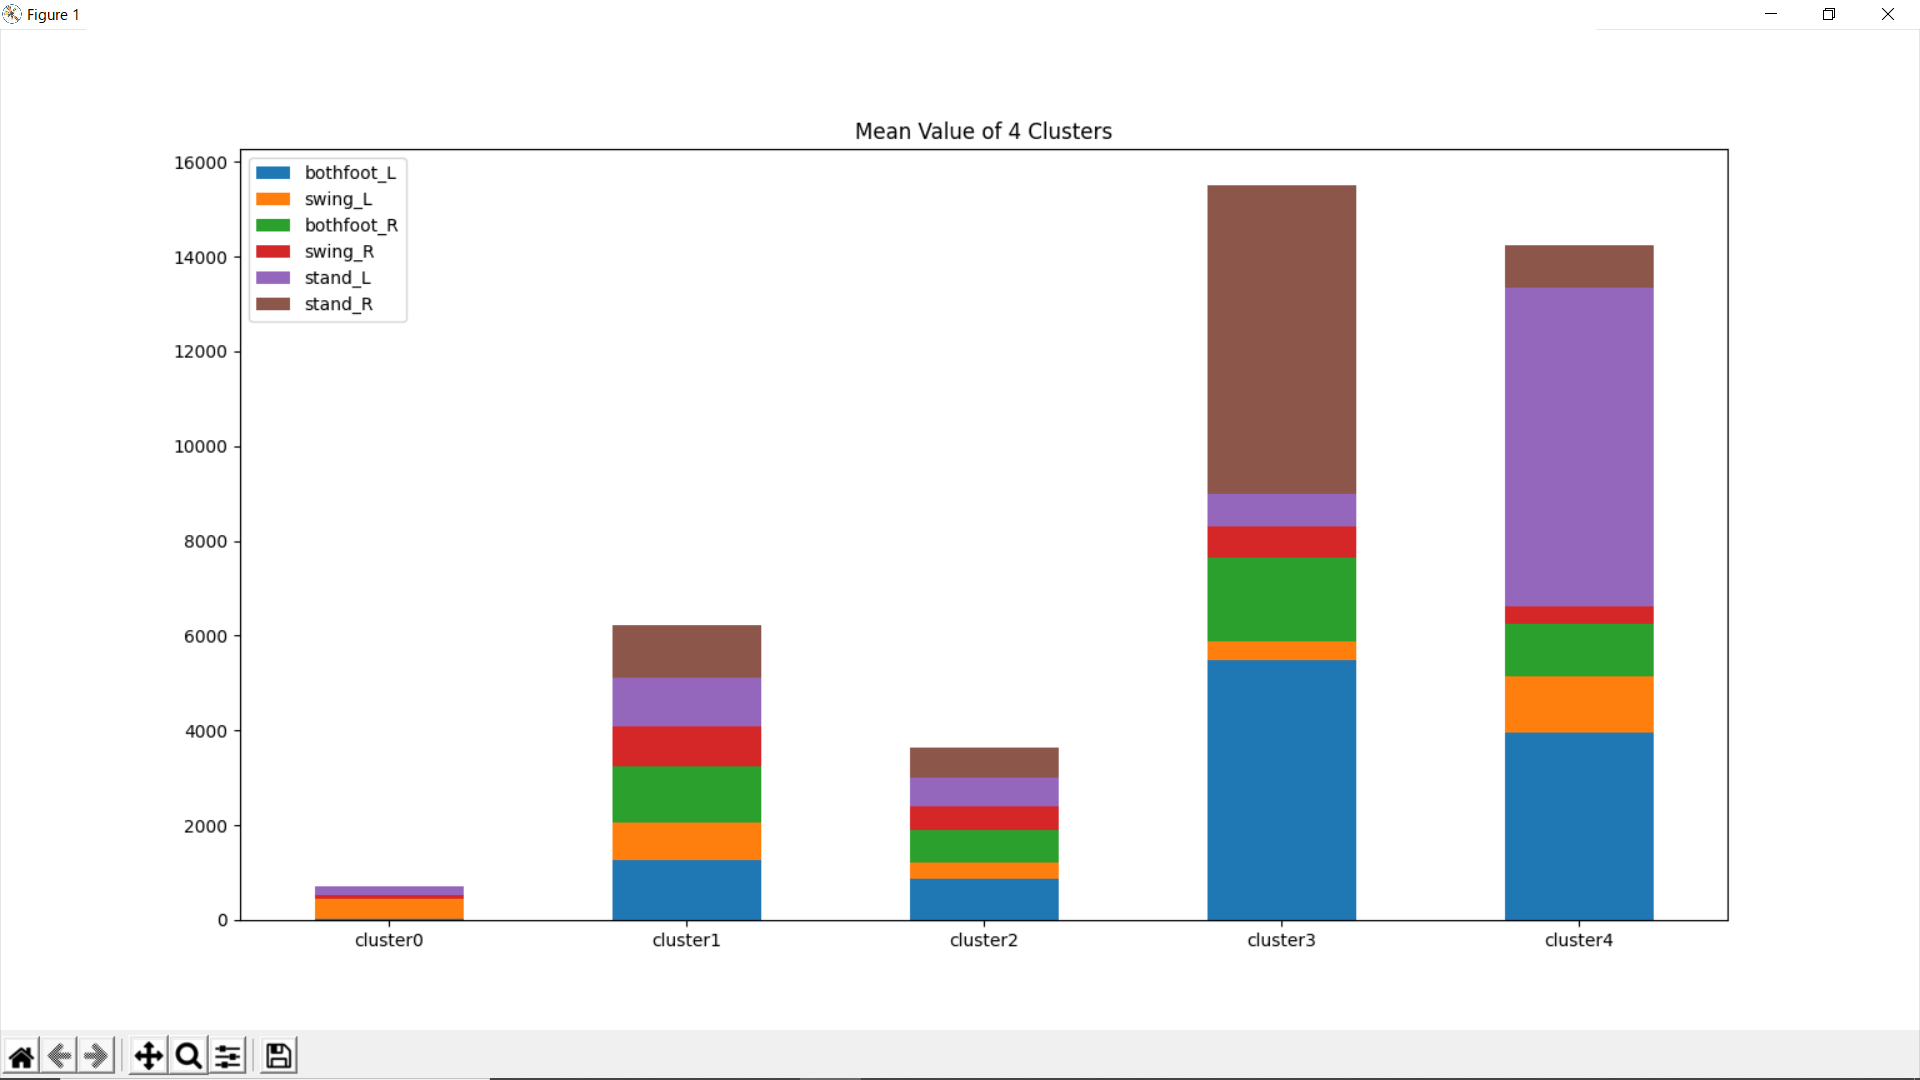 Figure 1
Mean Value of 4 Clusters
16000
14000
12000
10000
8000
6000
4000
2000
0
bothfoot_L
swing_L
bothfoot_R
swing_R
stand_L
stand_R
cluster0 cluster1 cluster2 cluster3 cluster4